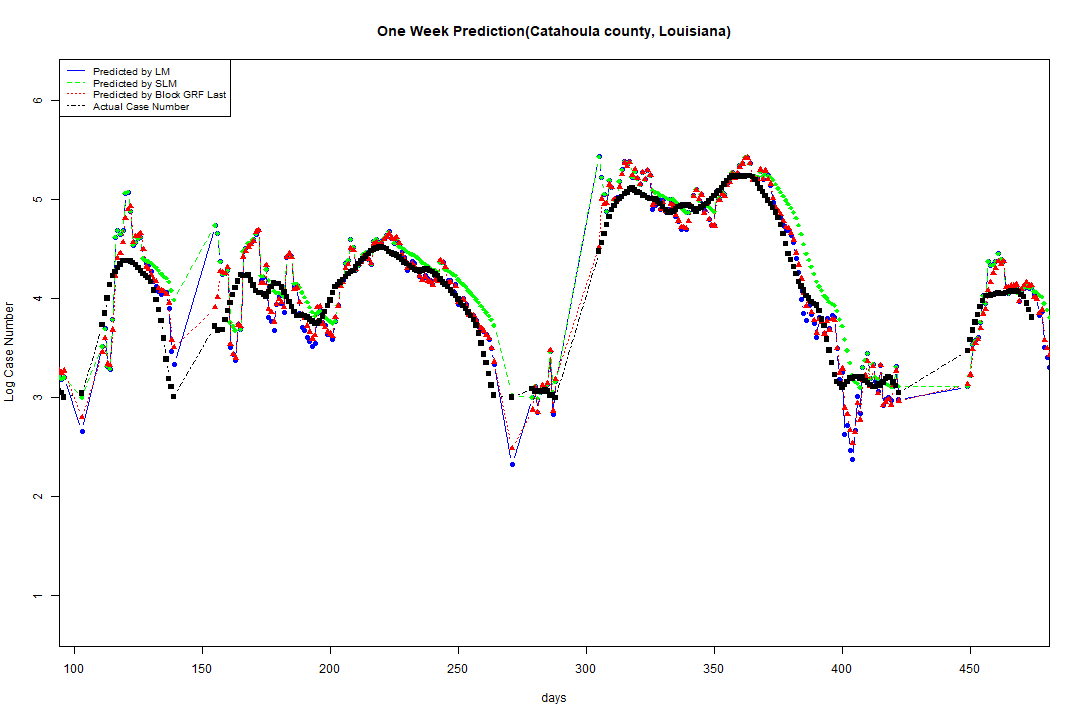 One Week Prediction(Catahoula county, Louisiana)
Predicted by LM
Predicted by SLM
Predicted by Block GRF Last
Actual Case Number
6
5
4
3
2
1
Log Case Number
100 150 200 250 300 350 400 450
days